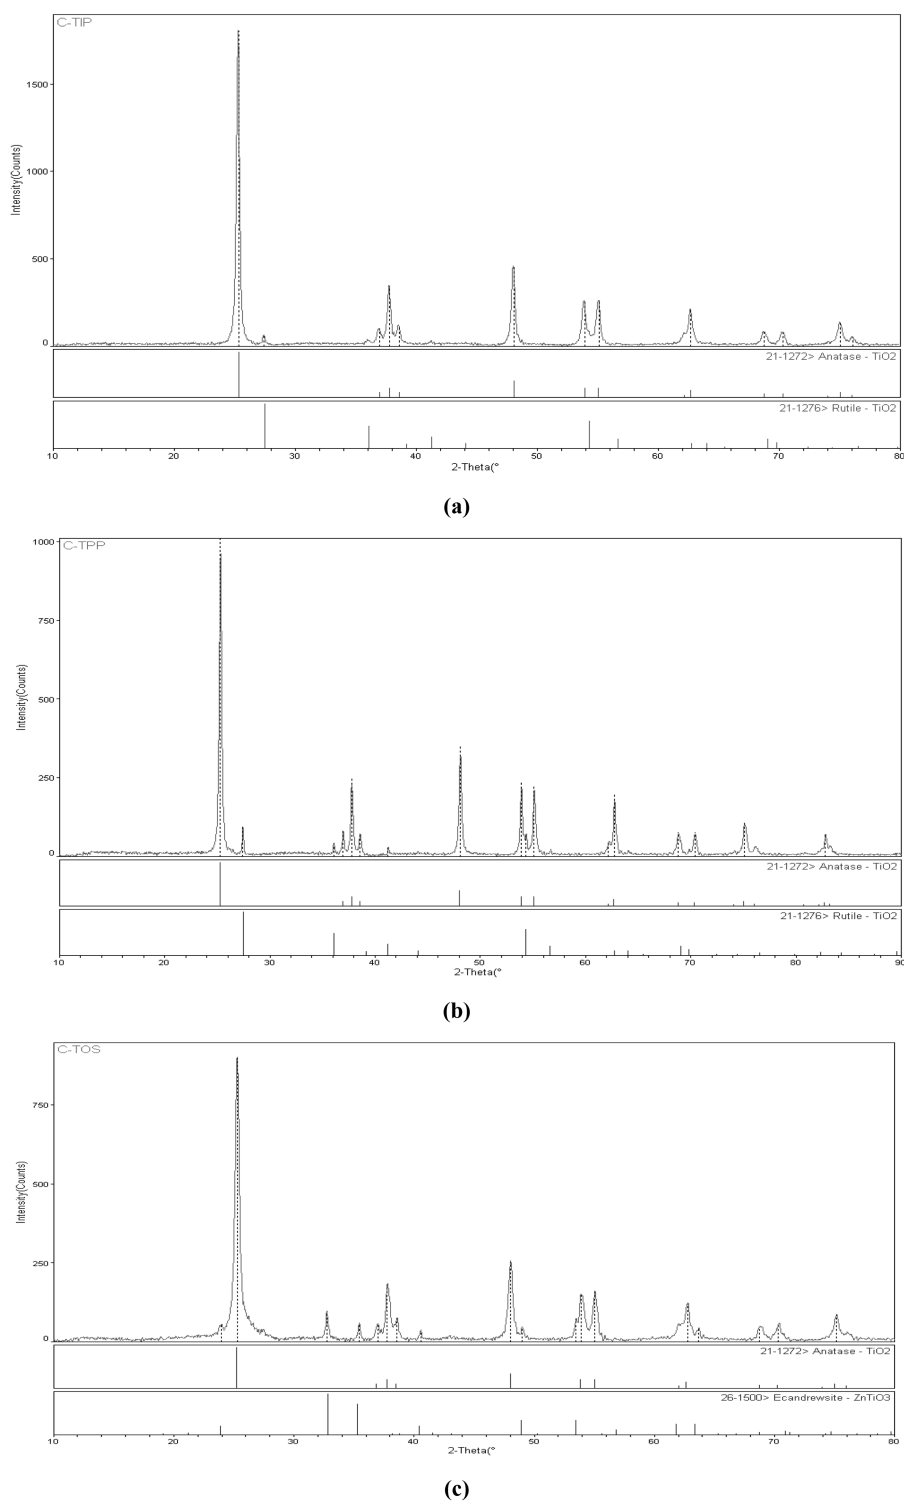 C-TIP
1500
1000
500
0
Intensity(Counts)
21-1272> Anatase - TiO2
21-1276> Rutile - TiO2
10 20 30 40 50 60 70 80
2-Theta(°
(a)
C-TPP
1000
750
500
250
0
Intensity(Counts)
21-1272> Anatase - TiO2
21-1276> Rutile - TiO2
10 20 30 40 50 60 70 80 90
2-Theta(°
(b)
C-TOS
750
500
250
0
Intensity(Counts)
21-1272> Anatase - TiO2
26-1500> Ecandrewsite - ZnTiO3
10 20 30 40 50 60 70 80
2-Theta(°
(c)